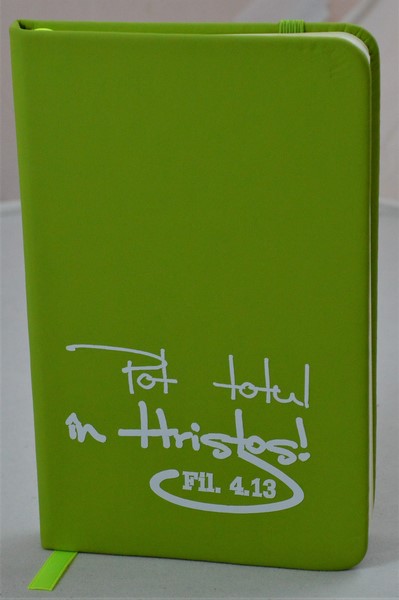 Pot totul
în Hristos!
Fil. 4.13